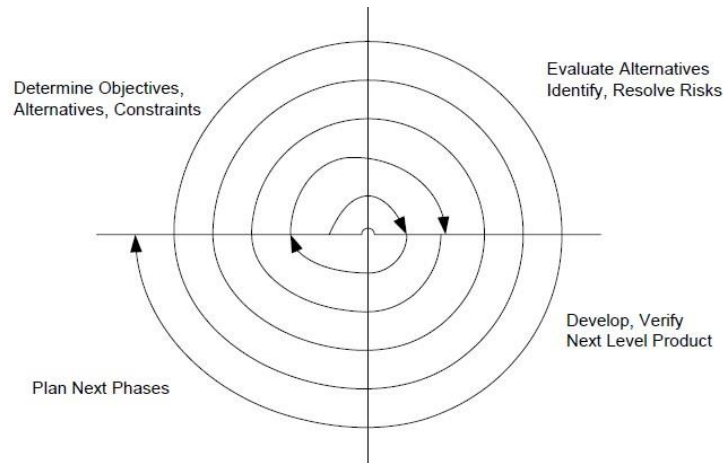 Determine Objectives,
Alternatives, Constraints
Evaluate Alternatives
Identify, Resolve Risks
Develop, Verify
Next Level Product
Plan Next Phases